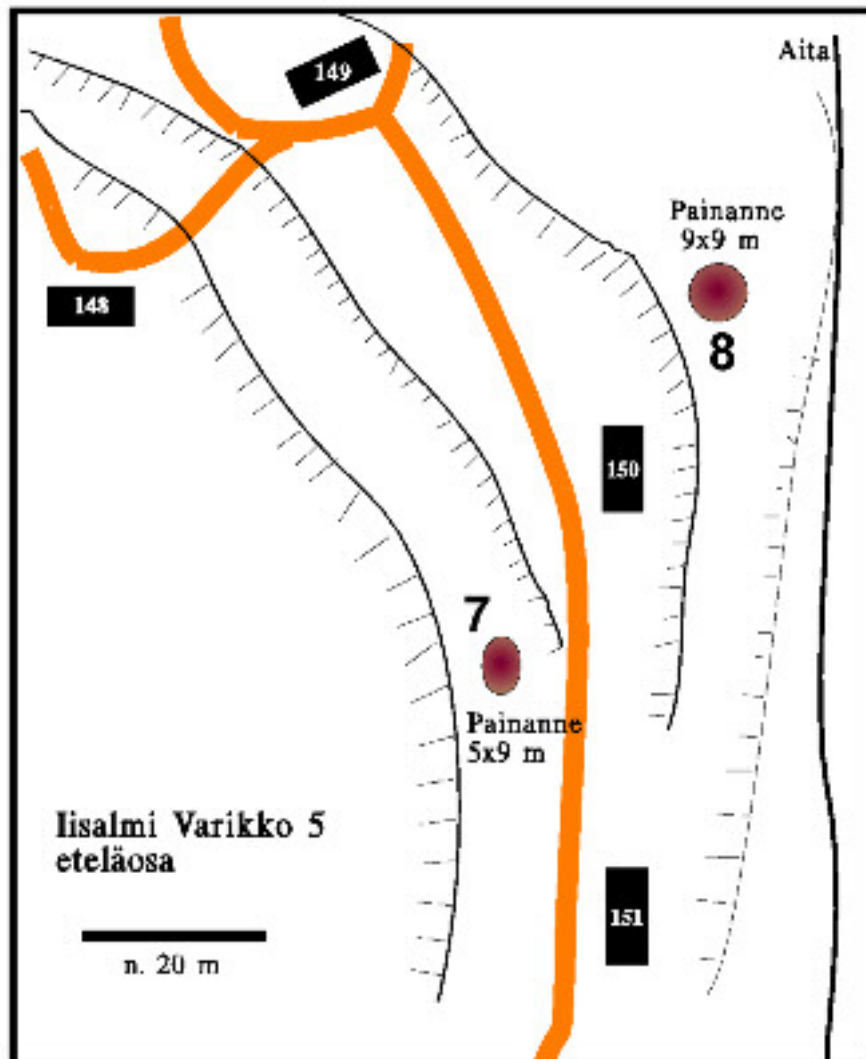 Aita
149
Painanne
9x9 m
148
8
150
7
Painanne
5x9 m
Iisalmi Varikko 5
eteläosa
151
n. 20 m